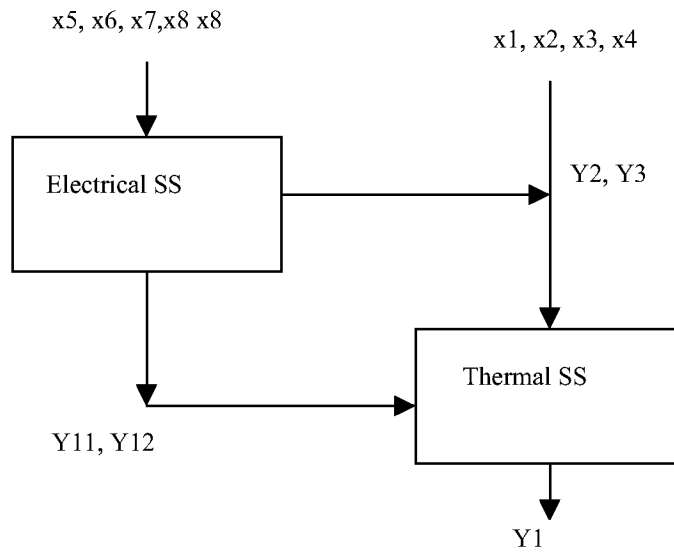 x5, x6, x7,x8 x8
x1, x2, x3, x4
Electrical SS
Y2, Y3
Thermal SS
Y11, Y12
Y1